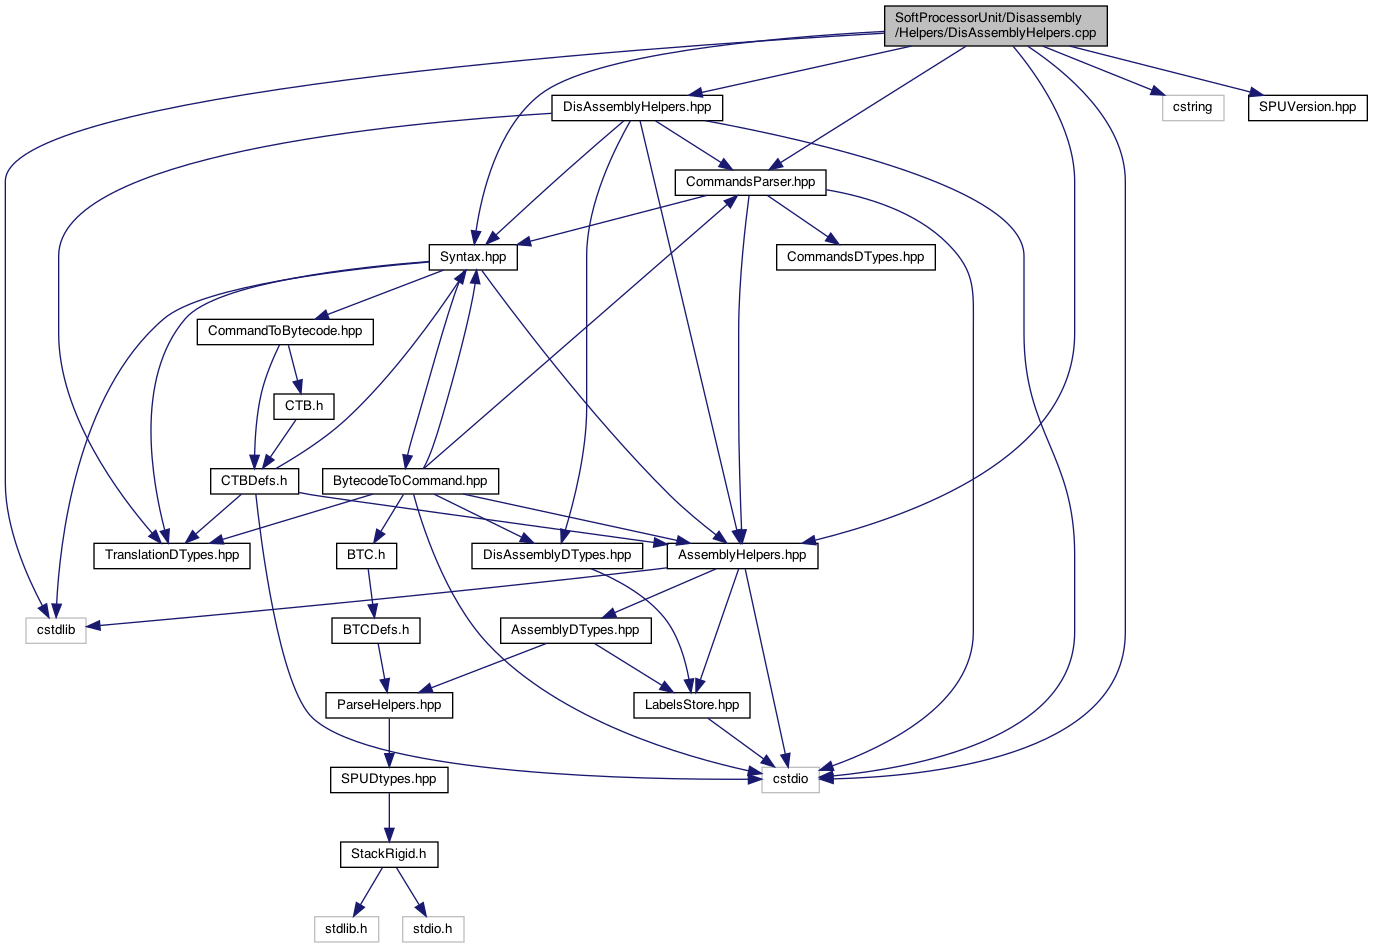 SoftProcessorUnit/Disassembly
/Helpers/DisAssemblyHelpers.cpp
DisAssemblyHelpers.hpp
cstring
SPUVersion.hpp
CommandsParser.hpp
Syntax.hpp
CommandsDTypes.hpp
CommandToBytecode.hpp
CTB.h
CTBDefs.h
BytecodeToCommand.hpp
TranslationDTypes.hpp
BTC.h
DisAssemblyDTypes.hpp
AssemblyHelpers.hpp
cstdlib
BTCDefs.h
AssemblyDTypes.hpp
ParseHelpers.hpp
LabelsStore.hpp
SPUDtypes.hpp
cstdio
StackRigid.h
stdlib.h
stdio.h